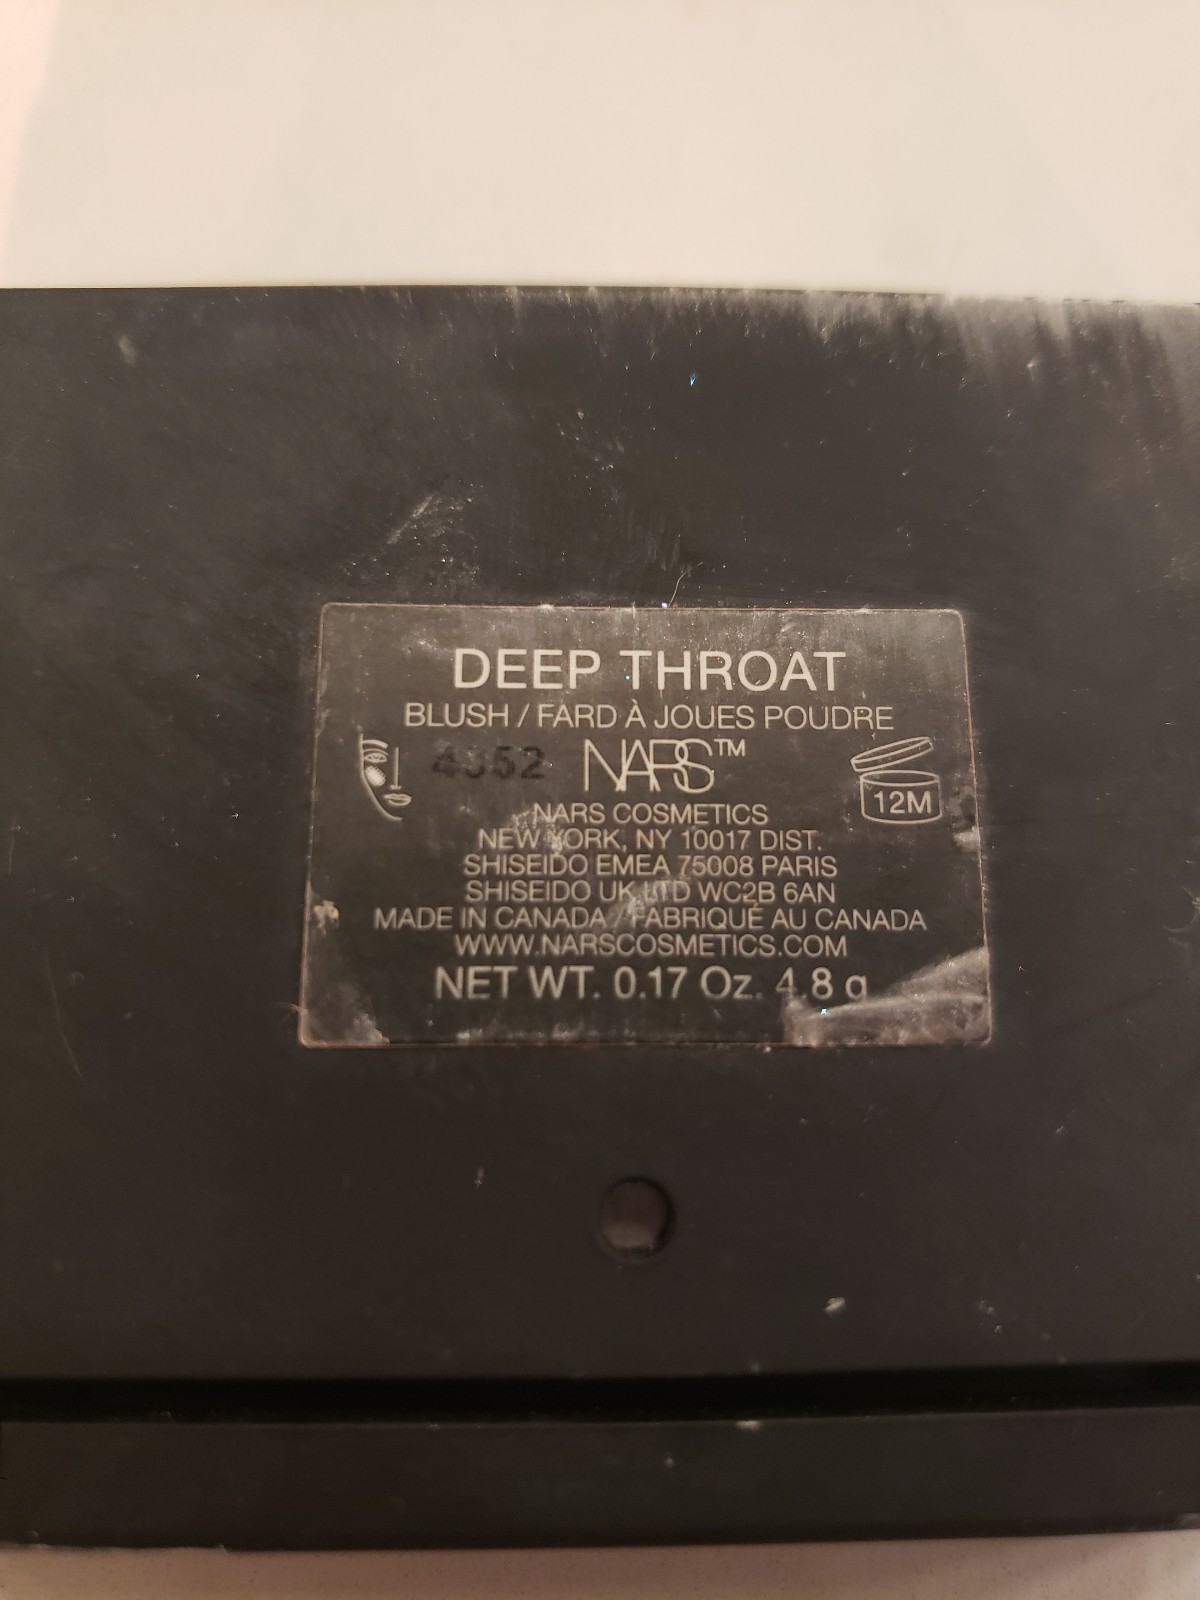 DEEP THROAT
BLUSH / FARD À JOUES POUDRE
NARS™
12M
NARS COSMETICS
NEW YORK, NY 10017 DIST.
SHISEIDO EMEA 75008 PARIS
SHISEIDO UK LTD WC2B 6AN
MADE IN CANADA / FABRIQUÉ AU CANADA
WWW.NARSCOSMETICS.COM
NET WT. 0.17 Oz. 4.8 g